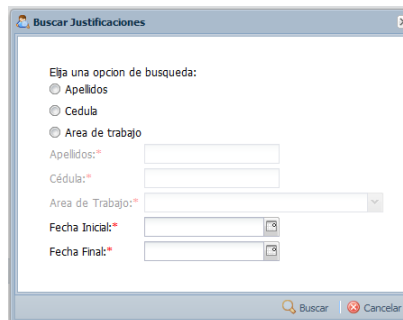 Buscar Justificaciones
Elija una opcion de busqueda:
Apellidos
Cedula
Area de trabajo
Apellidos:*
Cédula:*
Area de Trabajo:*
Fecha Inicial:*
Fecha Final:*
Buscar
Cancelar